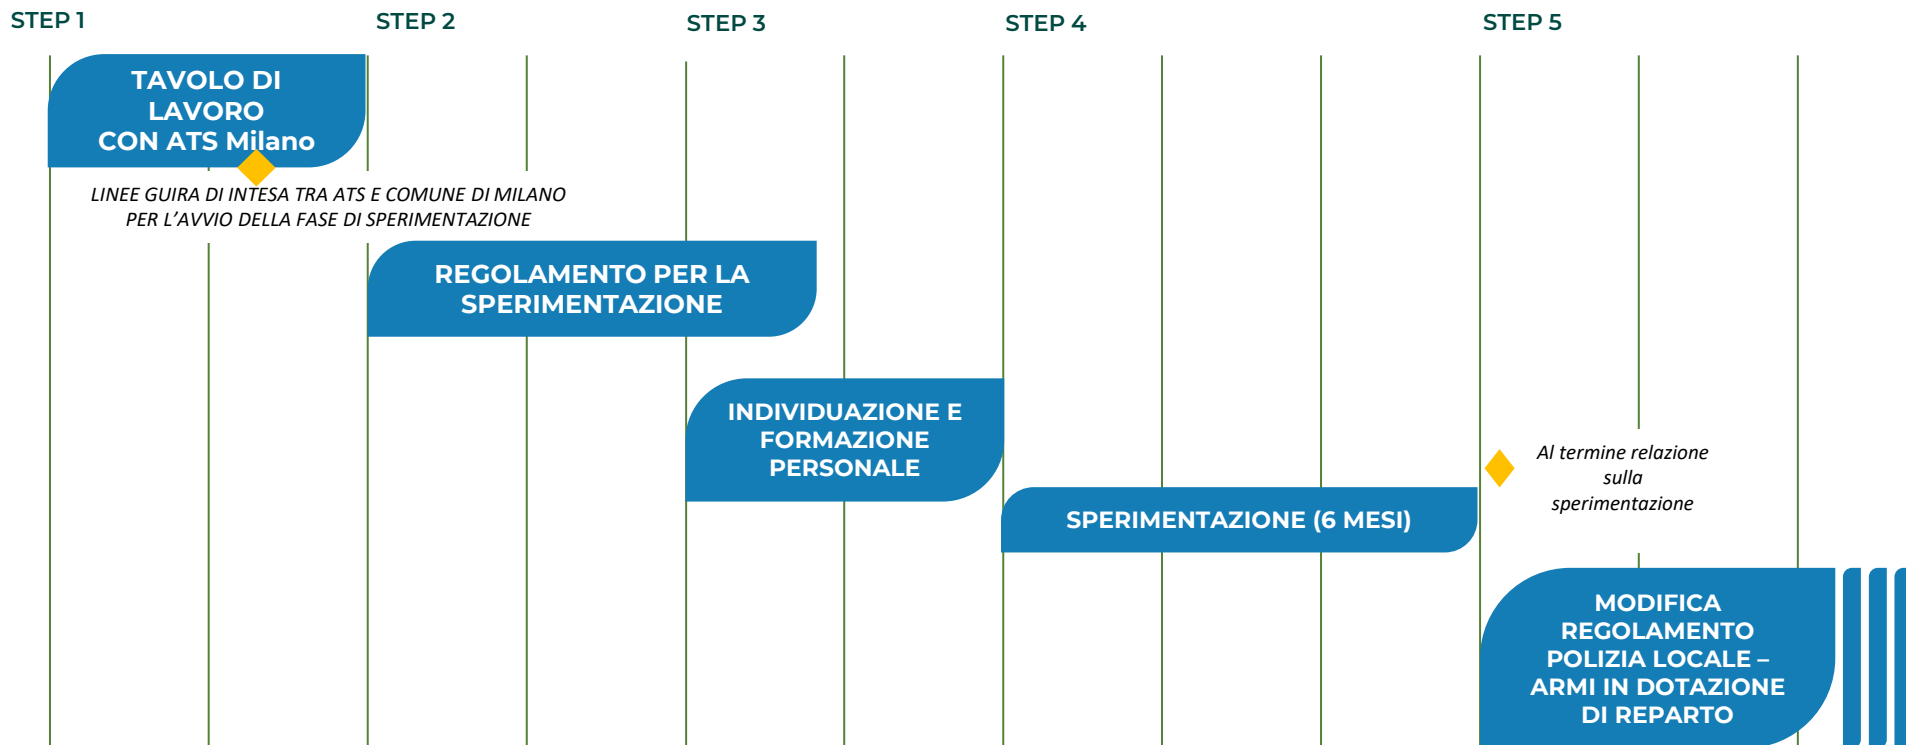 STEP 1
STEP 2
STEP 3
STEP 4
STEP 5
TAVOLO DI
LAVORO
CON ATS Milano
LINEE GUIRA DI INTESA TRA ATS E COMUNE DI MILANO
PER L'AVVIO DELLA FASE DI SPERIMENTAZIONE
REGOLAMENTO PER LA
SPERIMENTAZIONE
INDIVIDUAZIONE E
FORMAZIONE
PERSONALE
SPERIMENTAZIONE (6 MESI)
Al termine relazione
sulla
sperimentazione
MODIFICA
REGOLAMENTO
POLIZIA LOCALE –
ARMI IN DOTAZIONE
DI REPARTO